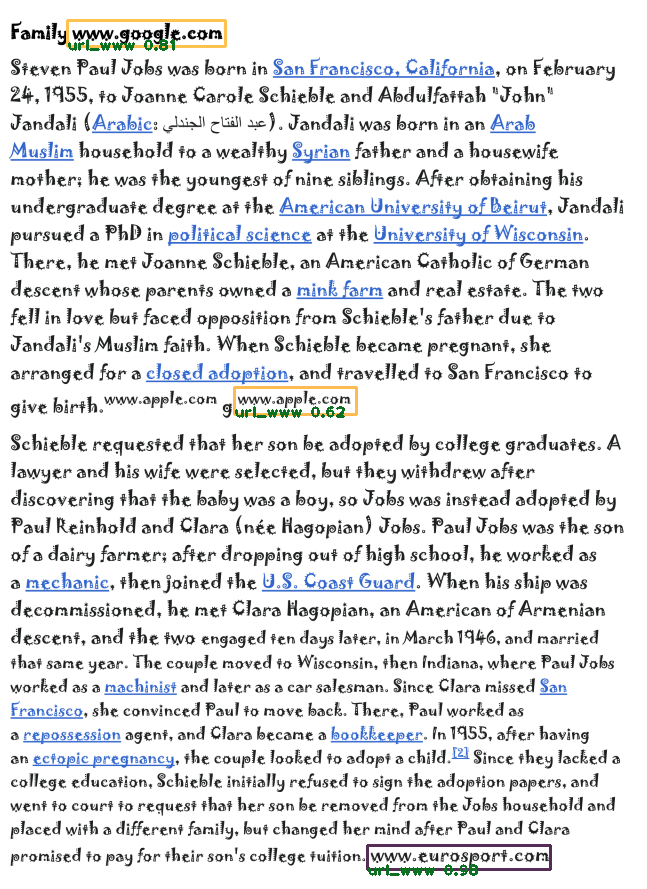 Family www.google.com
url_www 0.81
Steven Paul Jobs was born in San Francisco, California, on February
24, 1955, to Joanne Carole Schieble and Abdulfattah "John"
Jandali (Arabic: عبد الفتاح الجندلي). Jandali was born in an Arab
Muslim household to a wealthy Syrian father and a housewife
mother; he was the youngest of nine siblings. After obtaining his
undergraduate degree at the American University of Beirut, Jandali
pursued a PhD in political science at the University of Wisconsin.
There, he met Joanne Schieble, an American Catholic of German
descent whose parents owned a mink farm and real estate. The two
fell in love but faced opposition from Schieble's father due to
Jandali's Muslim faith. When Schieble became pregnant, she
arranged for a closed adoption, and travelled to San Francisco to
give birth.www.apple.com g www.apple.com
url_www 0.62
Schieble requested that her son be adopted by college graduates. A
lawyer and his wife were selected, but they withdrew after
discovering that the baby was a boy, so Jobs was instead adopted by
Paul Reinhold and Clara (née Hagopian) Jobs. Paul Jobs was the son
of a dairy farmer; after dropping out of high school, he worked as
a mechanic, then joined the U.S. Coast Guard. When his ship was
decommissioned, he met Clara Hagopian, an American of Armenian
descent, and the two engaged ten days later, in March 1946, and married
that same year. The couple moved to Wisconsin, then Indiana, where Paul Jobs
worked as a machinist and later as a car salesman. Since Clara missed San
Francisco, she convinced Paul to move back. There, Paul worked as
a repossession agent, and Clara became a bookkeeper. In 1955, after having
an ectopic pregnancy, the couple looked to adopt a child.[2] Since they lacked a
college education, Schieble initially refused to sign the adoption papers, and
went to court to request that her son be removed from the Jobs household and
placed with a different family, but changed her mind after Paul and Clara
promised to pay for their son's college tuition. www.eurosport.com
url_www 0.98